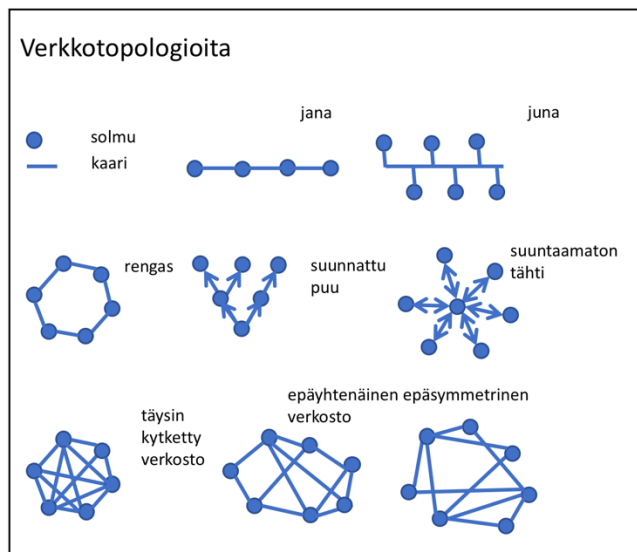 Verkkotopologioita
jana
juna
solmu
kaari
rengas
suunnattu
puu
suuntaamaton
tähti
täysin
kytketty
verkosto
epäyhtenäinen epäsymmetrinen
verkosto